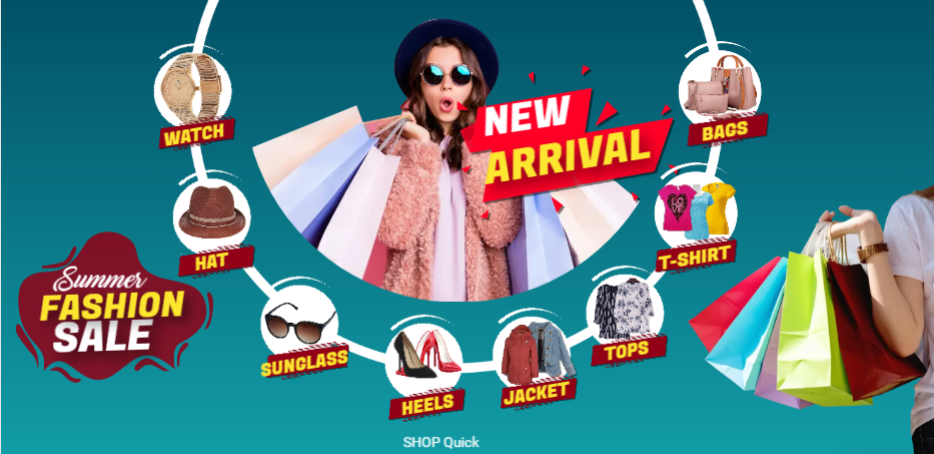 NEW
ARRIVAL
WATCH
BAGS
HAT
T-SHIRT
Summer
FASHION
SALE
SUNGLASS
TOPS
HEELS
JACKET
SHOP Quick